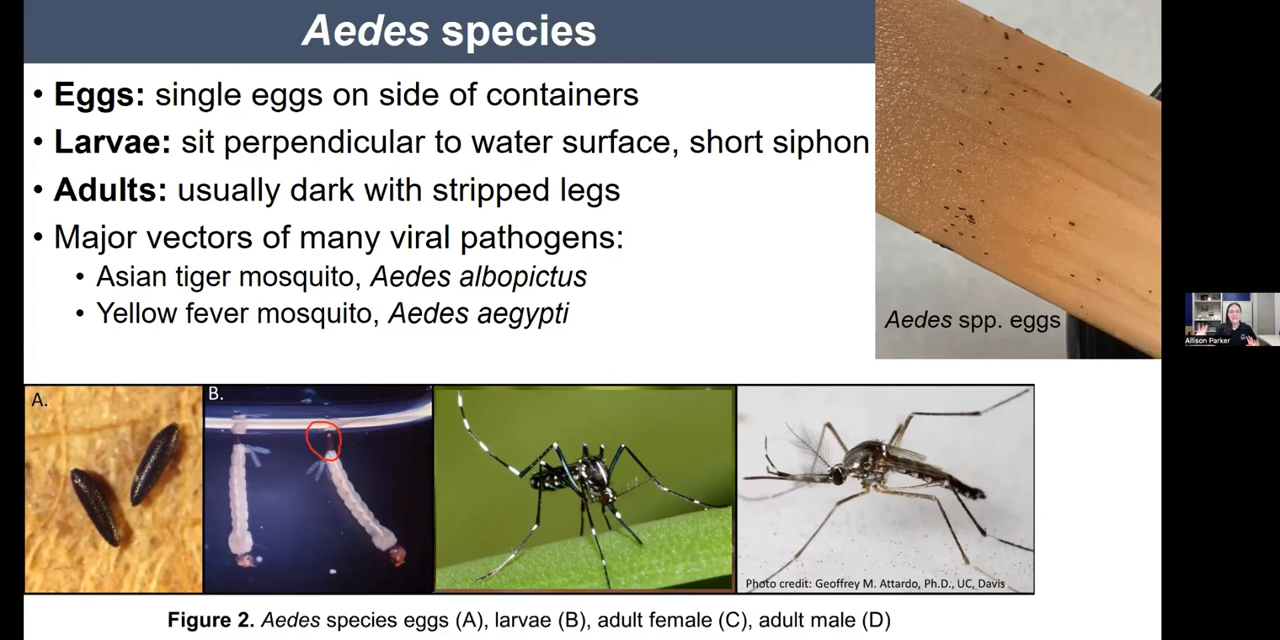 Aedes species
• Eggs: single eggs on side of containers
• Larvae: sit perpendicular to water surface, short siphon
• Adults: usually dark with stripped legs
• Major vectors of many viral pathogens:
• Asian tiger mosquito, Aedes albopictus
• Yellow fever mosquito, Aedes aegypti
Aedes spp. eggs
Allison Parker
A.
B.
Photo credit: Geoffrey M. Attardo, Ph.D., UC, Davis
Figure 2. Aedes species eggs (A), larvae (B), adult female (C), adult male (D)